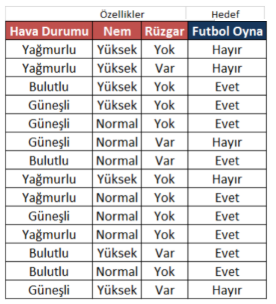 Özellikler Hedef
Hava Durumu Nem Rüzgar Futbol Oyna
Yağmurlu Yüksek Yok Hayır
Yağmurlu Yüksek Var Hayır
Bulutlu Yüksek Yok Evet
Güneşli Yüksek Yok Evet
Güneşli Normal Yok Evet
Güneşli Normal Var Hayır
Bulutlu Normal Var Evet
Yağmurlu Yüksek Yok Hayır
Yağmurlu Normal Yok Evet
Güneşli Normal Yok Evet
Yağmurlu Normal Yok Evet
Bulutlu Yüksek Var Evet
Bulutlu Normal Yok Evet
Güneşli Yüksek Var Hayır